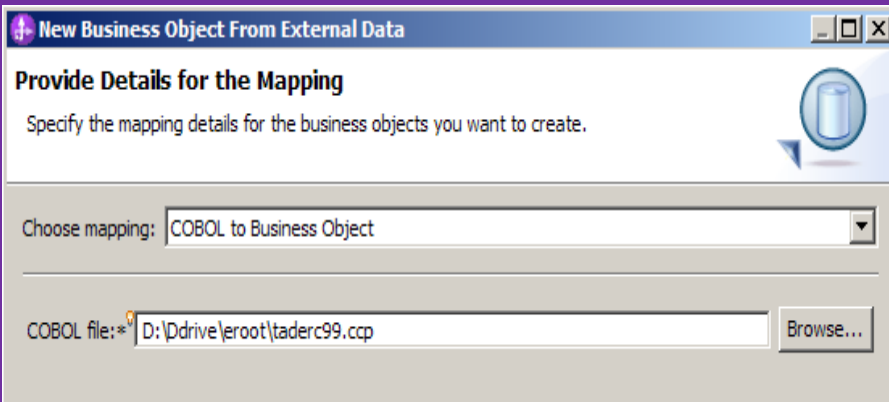 New Business Object From External Data
Provide Details for the Mapping
Specify the mapping details for the business objects you want to create.
Choose mapping: COBOL to Business Object
COBOL file:* D:\Ddrive\eroot\taderc99.ccp Browse...